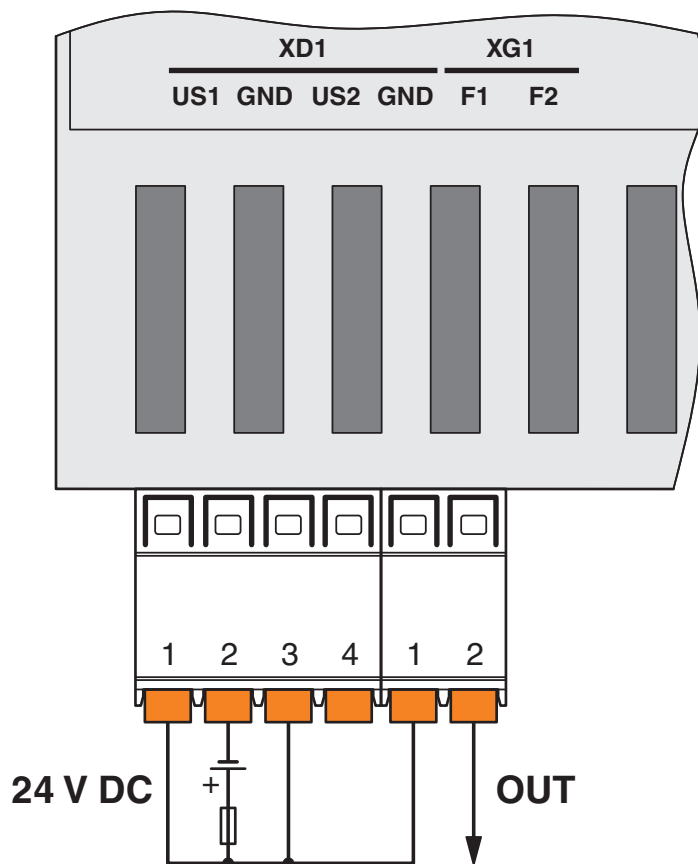 XD1 XG1
US1 GND US2 GND F1 F2
1 2 3 4 1 2
24 V DC + OUT